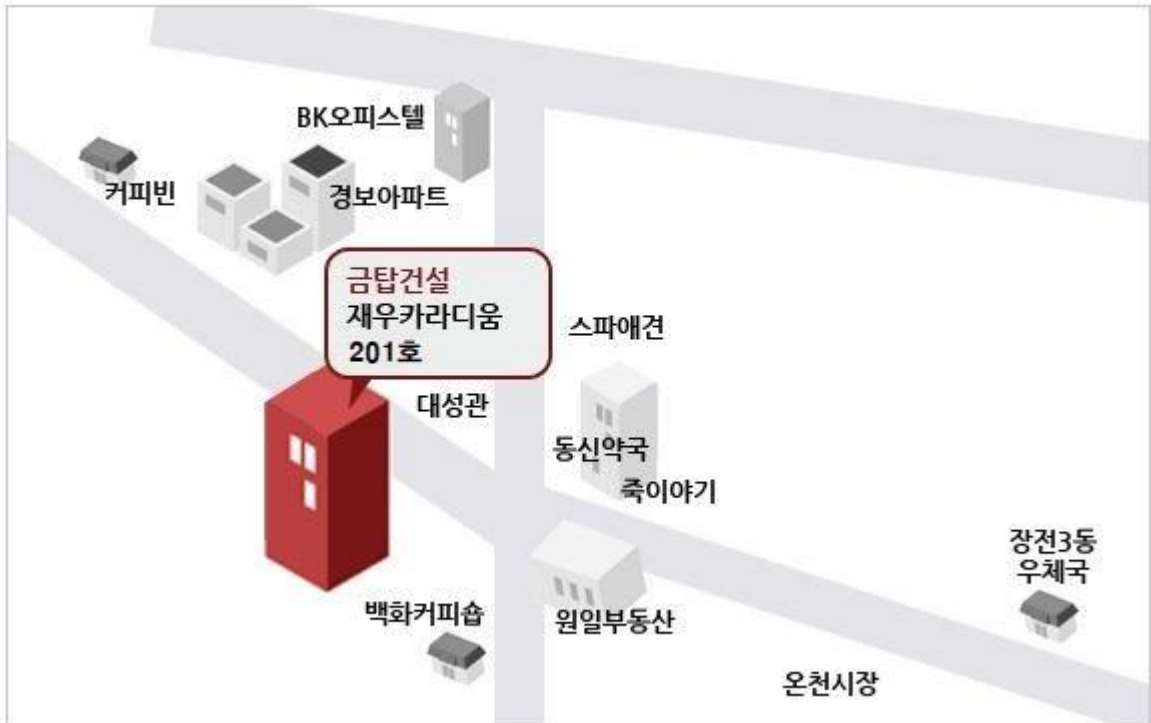 BK오피스텔
커피빈
경보아파트
금탑건설
재우카라디움
201호
스파애견
대성관
동신약국
죽이야기
장전3동
우체국
백화커피숍
원일부동산
온천시장